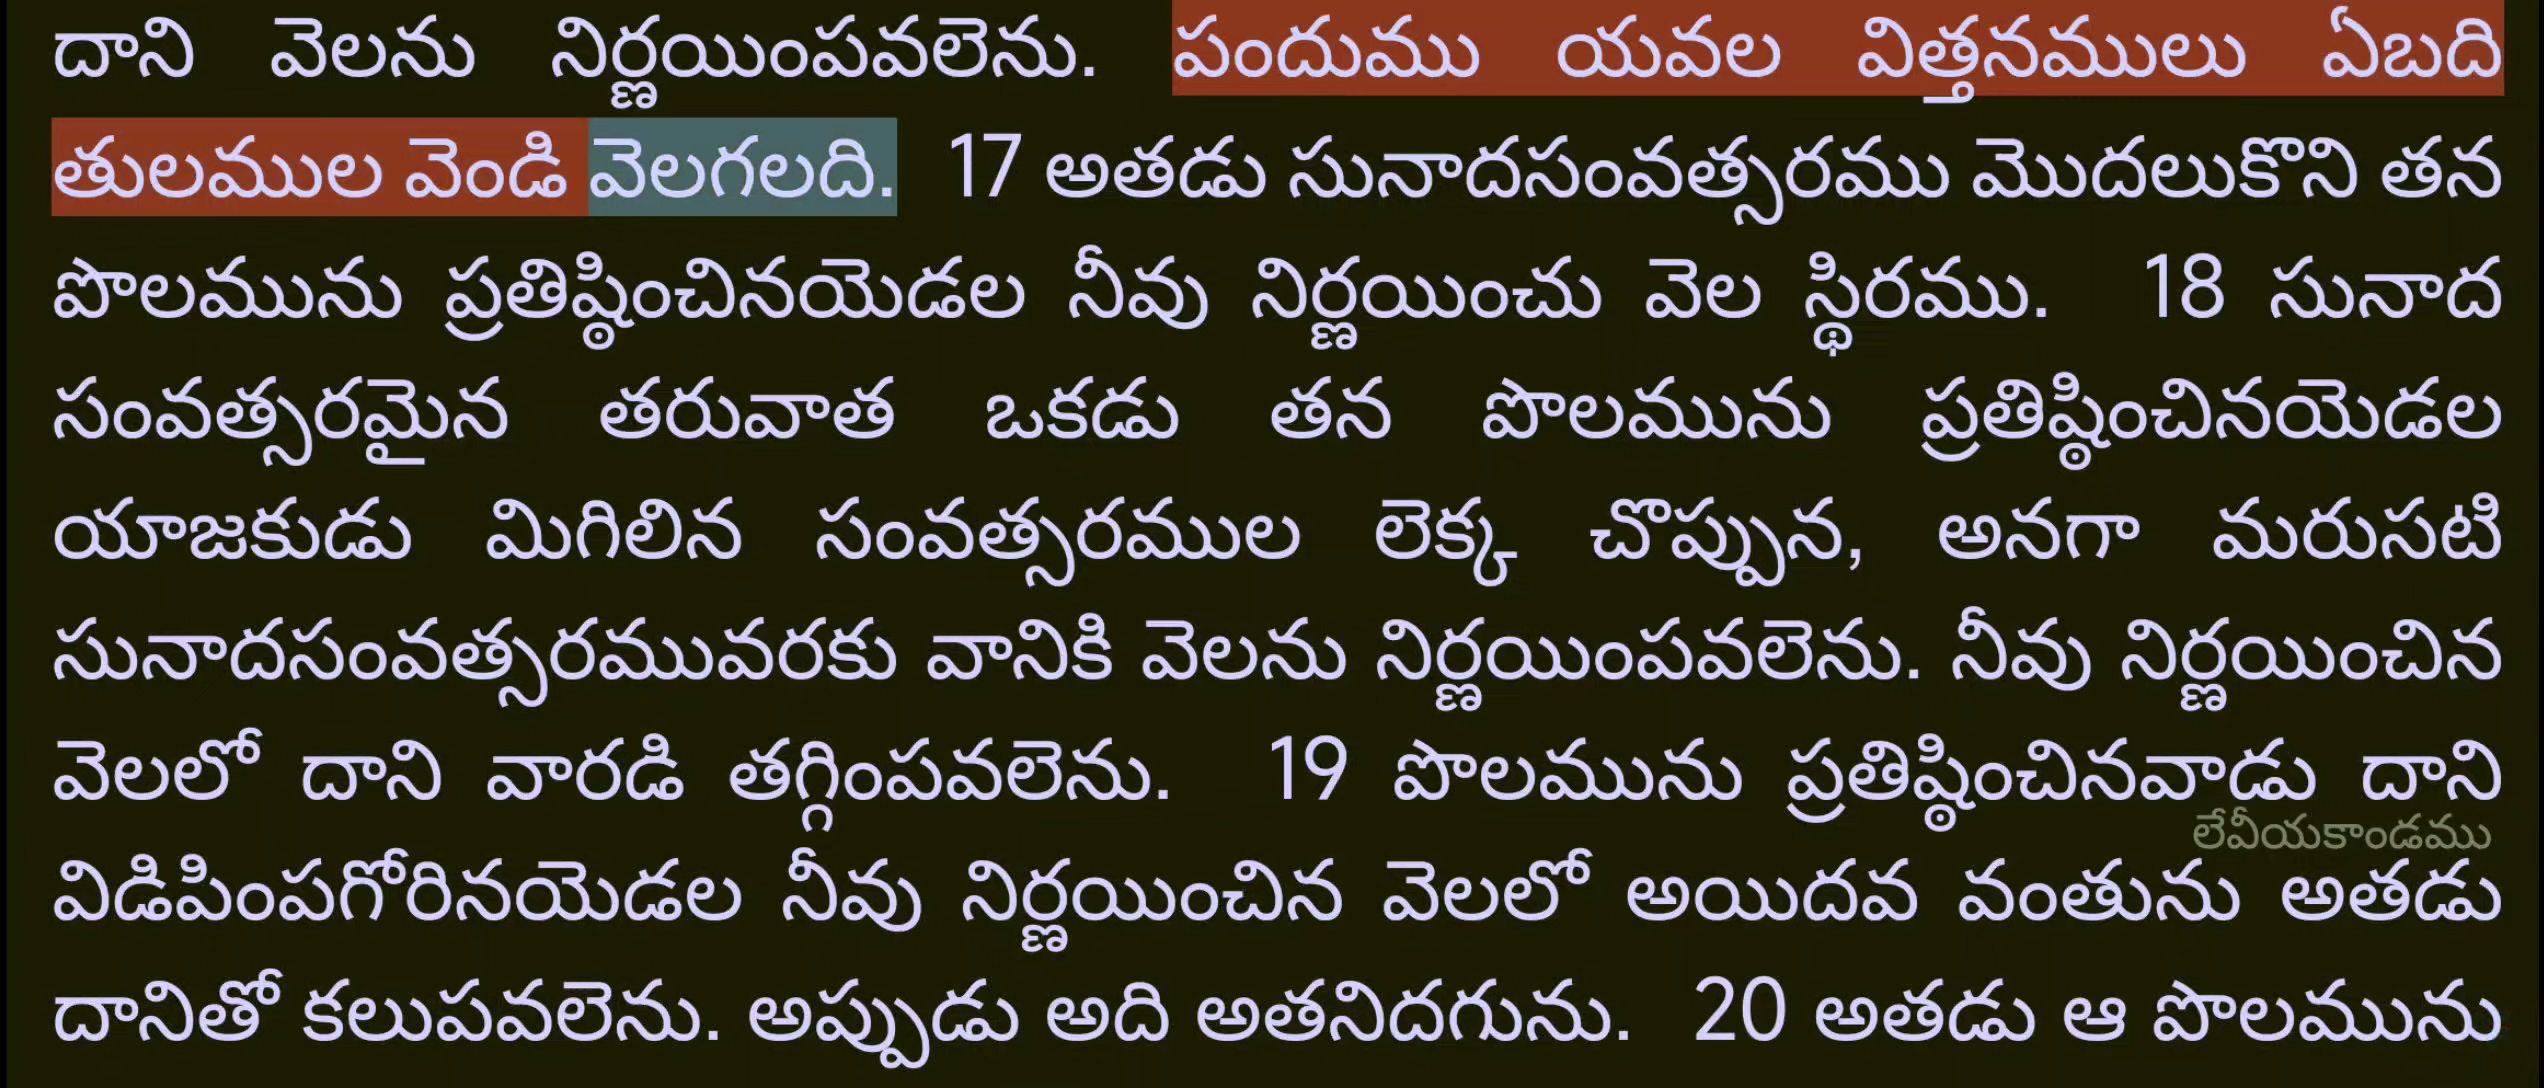 దాని వెలను నిర్ణయింపవలెను. పందుము యవల విత్తనములు ఏబది
తులముల వెండి వెలగలది. 17 అతడు సునాదసంవత్సరము మొదలుకొని తన
పొలమును ప్రతిష్ఠించినయెడల నీవు నిర్ణయించు వెల స్థిరము. 18 సునాద
సంవత్సరమైన తరువాత ఒకడు తన పొలమును ప్రతిష్ఠించినయెడల
యాజకుడు మిగిలిన సంవత్సరముల లెక్క చొప్పున, అనగా మరుసటి
సునాదసంవత్సరమువరకు వానికి వెలను నిర్ణయింపవలెను. నీవు నిర్ణయించిన
వెలలో దాని వారడి తగ్గింపవలెను. 19 పొలమును ప్రతిష్ఠించినవాడు దాని
లేవీయకాండము
విడిపింపగోరినయెడల నీవు నిర్ణయించిన వెలలో అయిదవ వంతును అతడు
దానితో కలుపవలెను. అప్పుడు అది అతనిదగును. 20 అతడు ఆ పొలమును